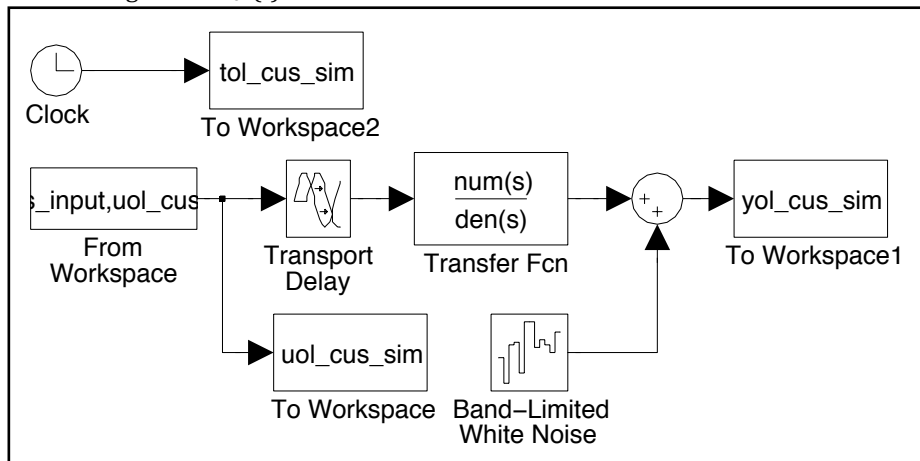 tol_cus_sim
Clock
To Workspace2
s_input,uol_cus
num(s)
den(s)
+
+
yol_cus_sim
From
Workspace
Transport
Delay
Transfer Fcn
To Workspace1
uol_cus_sim
To Workspace
Band-Limited
White Noise